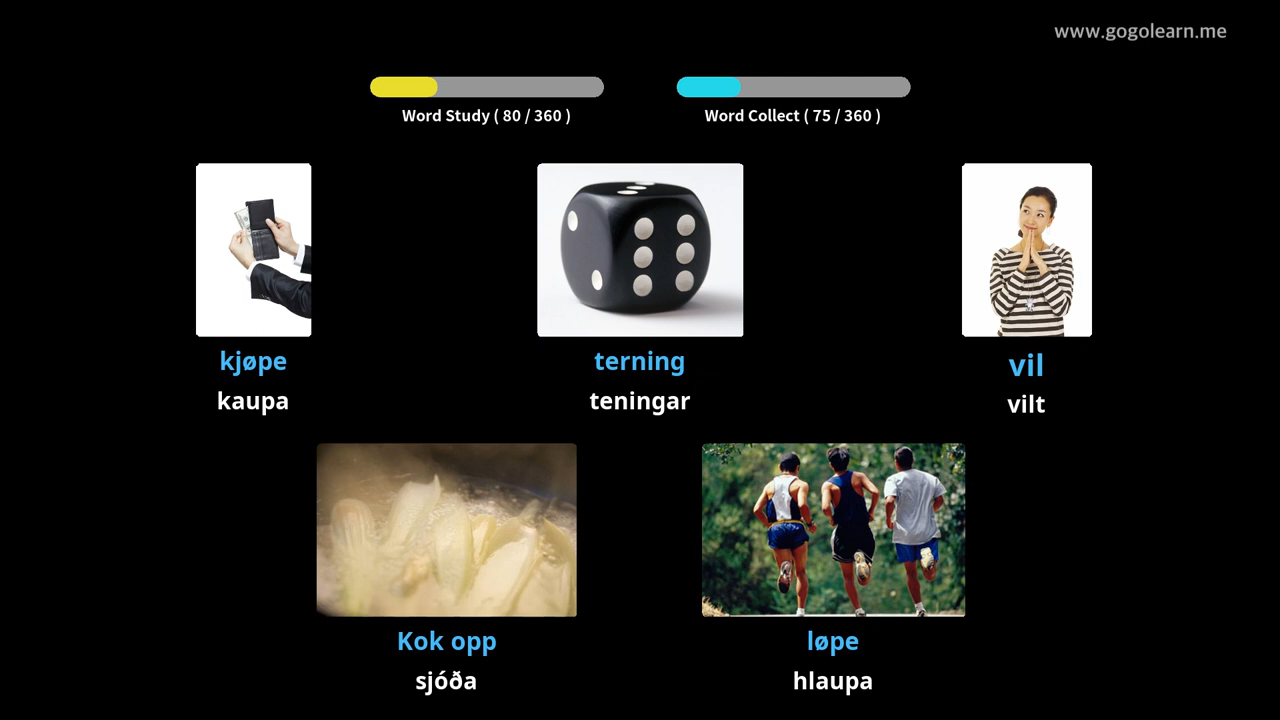 www.gogolearn.me
Word Study ( 80 / 360 )
Word Collect ( 75 / 360 )
kjøpe
kaupa
terning
teningar
vil
vilt
Kok opp
sjóða
løpe
hlaupa